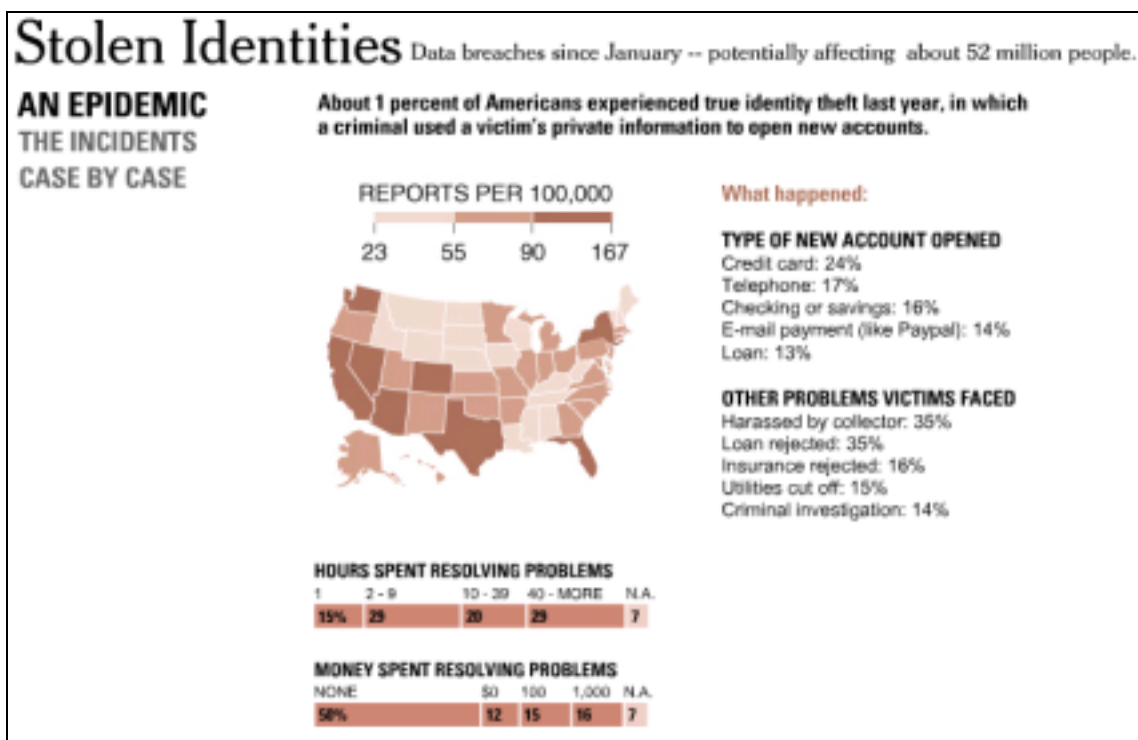 Stolen Identities Data breaches since January -- potentially affecting about 52 million people.
AN EPIDEMIC
THE INCIDENTS
CASE BY CASE
About 1 percent of Americans experienced true identity theft last year, in which
a criminal used a victim's private information to open new accounts.
REPORTS PER 100,000
23 55 90 167
What happened:
TYPE OF NEW ACCOUNT OPENED
Credit card: 24%
Telephone: 17%
Checking or savings: 16%
E-mail payment (like Paypal): 14%
Loan: 13%
OTHER PROBLEMS VICTIMS FACED
Harassed by collector: 35%
Loan rejected: 35%
Insurance rejected: 16%
Utilities cut off: 15%
Criminal investigation: 14%
HOURS SPENT RESOLVING PROBLEMS
1 2 - 9 10 - 39 40 - MORE N.A.
15% 29 20 29 7
MONEY SPENT RESOLVING PROBLEMS
NONE $0 100 1,000 N.A.
50% 12 15 16 7